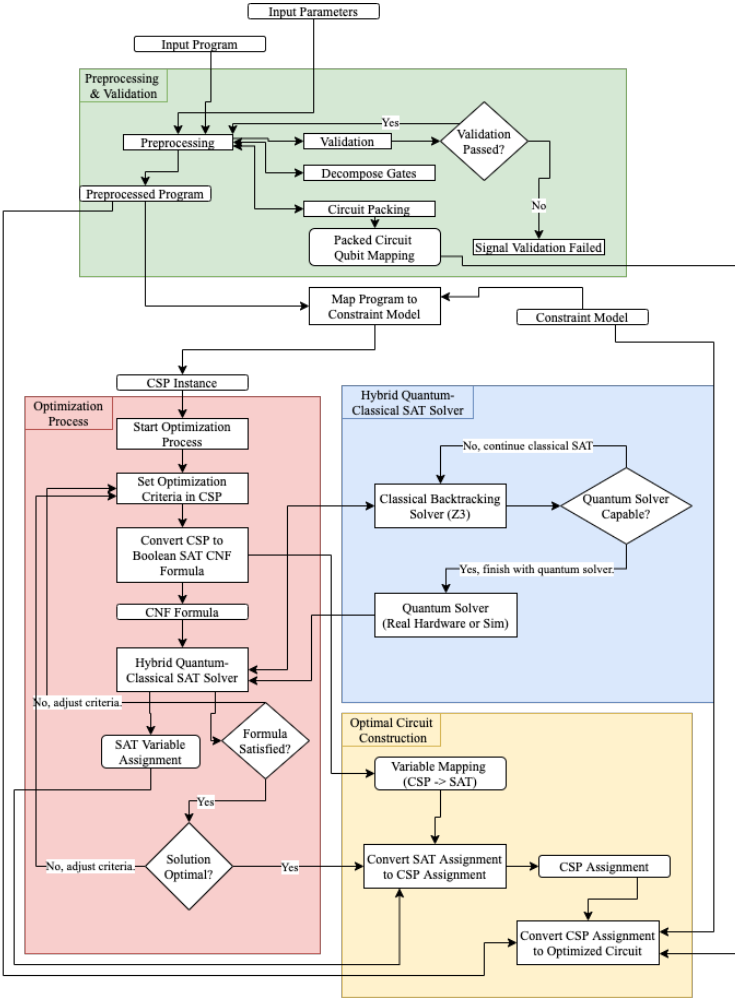 Input Parameters
Input Program
Preprocessing
& Validation
Yes
Validation
Passed?
Preprocessing
Validation
Decompose Gates
Preprocessed Program
Circuit Packing
No
Packed Circuit
Qubit Mapping
Signal Validation Failed
Map Program to
Constraint Model
Constraint Model
CSP Instance
Optimization
Process
Start Optimization
Process
Set Optimization
Criteria in CSP
Convert CSP to
Boolean SAT CNF
Formula
CNF Formula
Hybrid Quantum-
Classical SAT Solver
No, adjust criteria.
SAT Variable
Assignment
Formula
Satisfied?
Yes
No, adjust criteria.
Solution
Optimal?
Yes
Hybrid Quantum-
Classical SAT Solver
No, continue classical SAT
Classical Backtracking
Solver (Z3)
Quantum Solver
Capable?
Yes, finish with quantum solver.
Quantum Solver
(Real Hardware or Sim)
Optimal Circuit
Construction
Variable Mapping
(CSP -> SAT)
Convert SAT Assignment
to CSP Assignment
CSP Assignment
Convert CSP Assignment
to Optimized Circuit